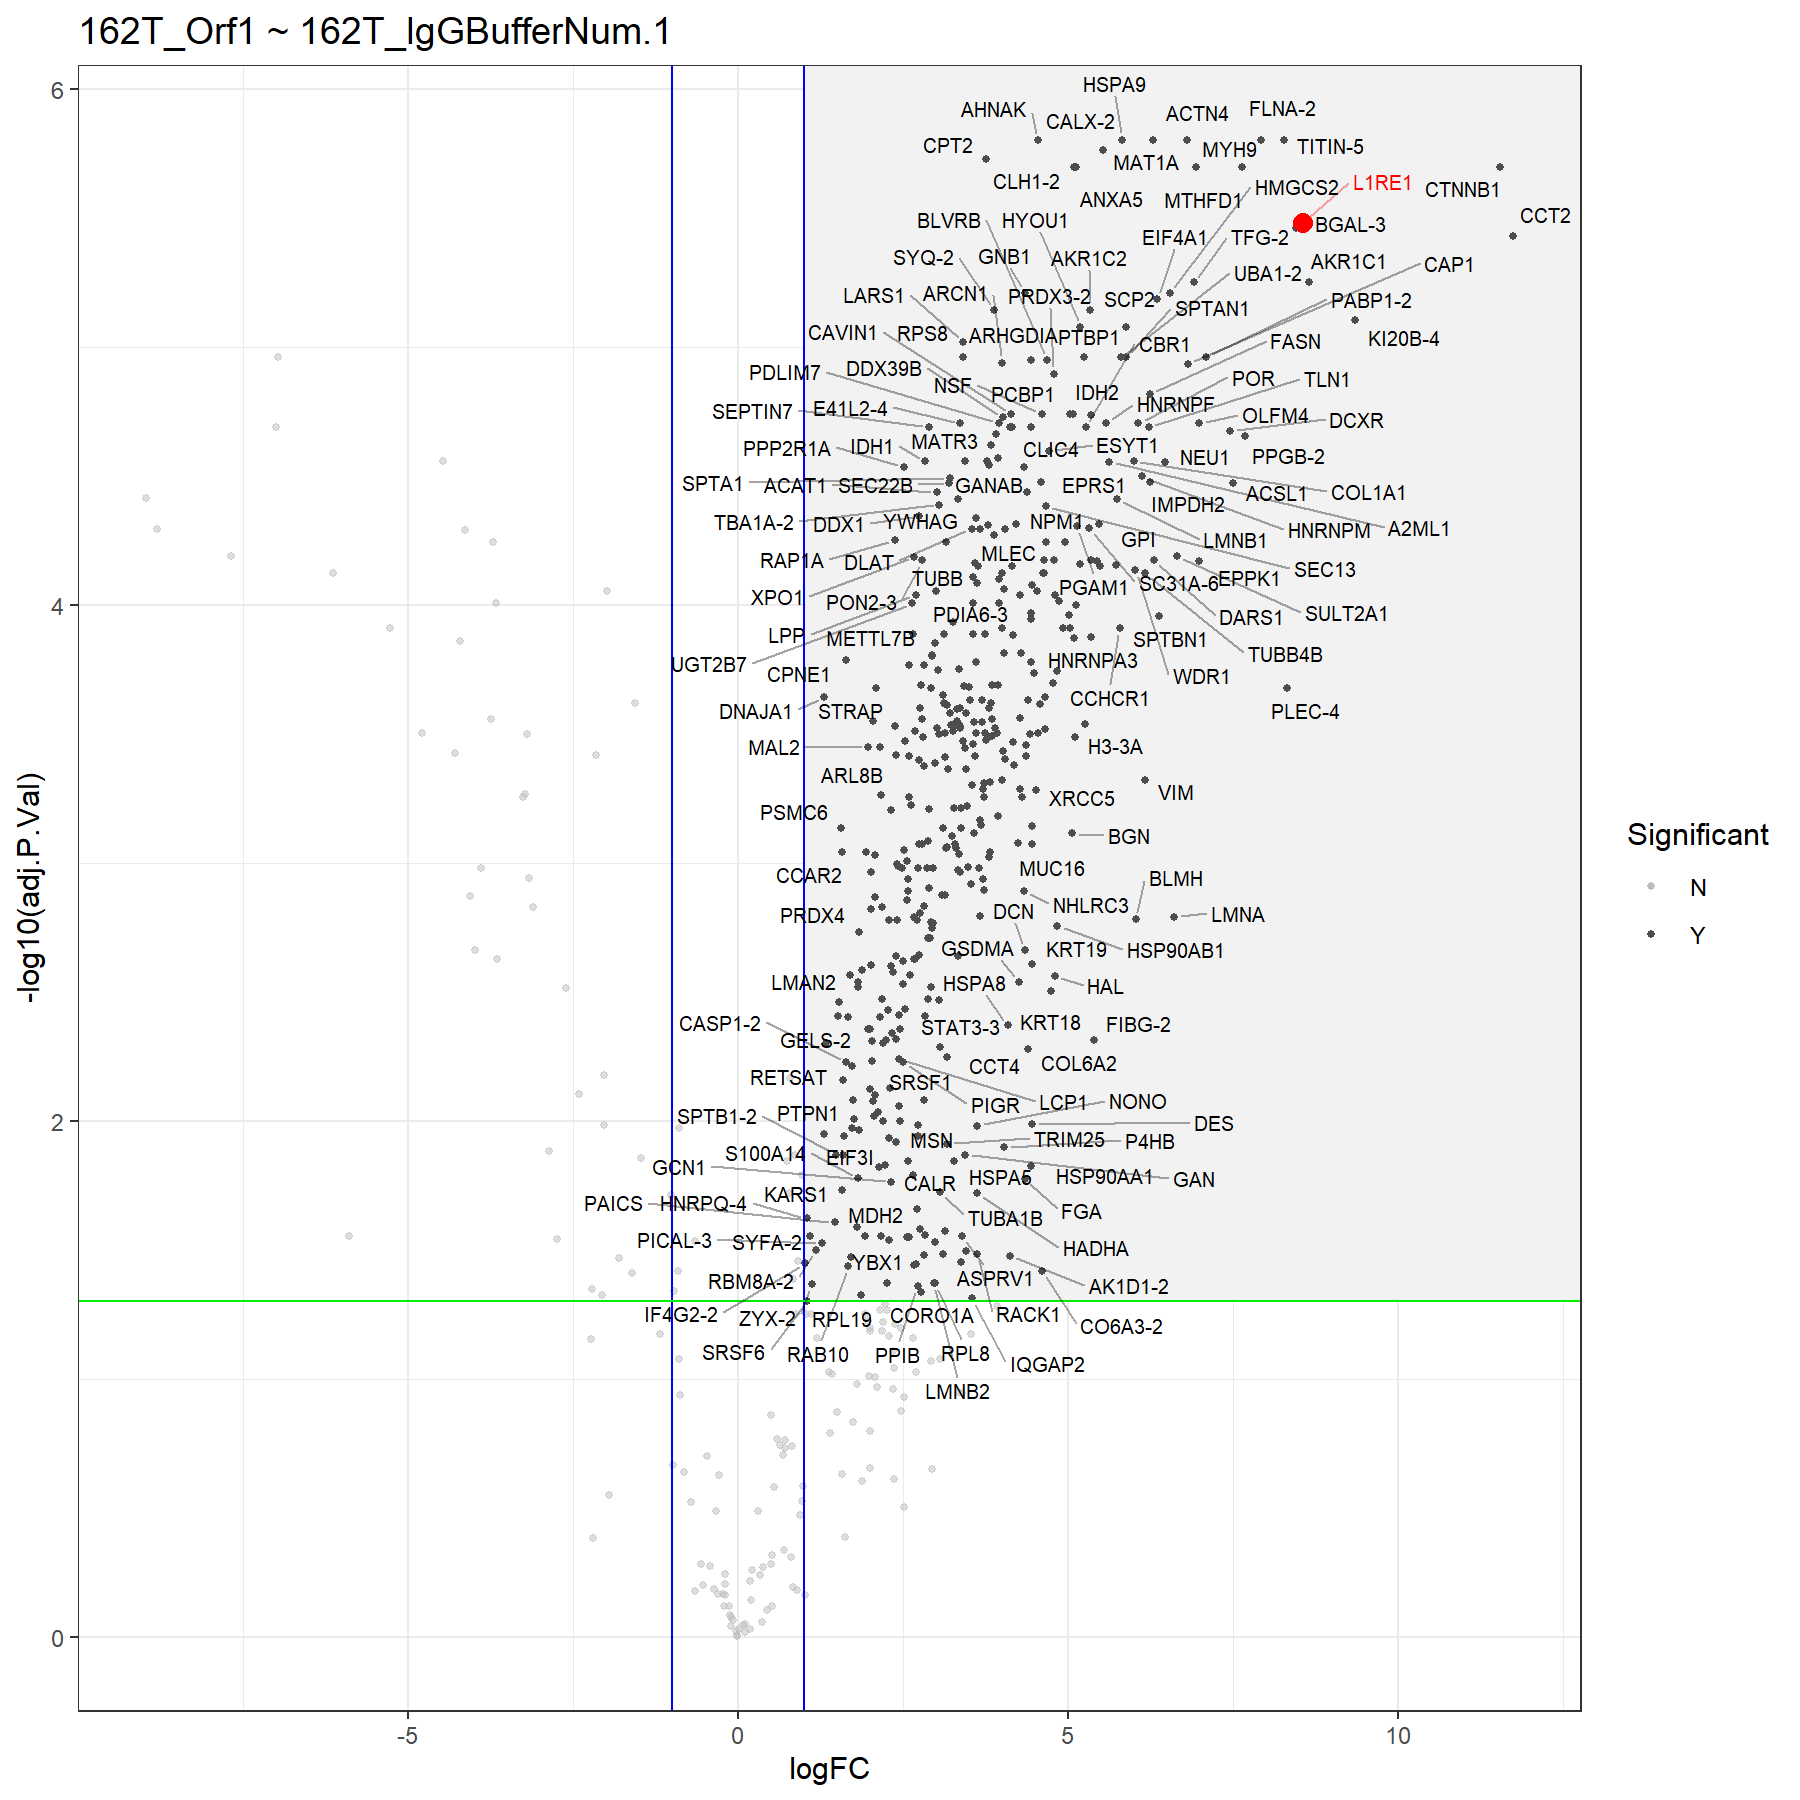 162T_Orf1 ~ 162T_IgGBufferNum.1
HSPA9
AHNAK
CALX-2
ACTN4
FLNA-2
CPT2
MAT1A
MYH9
TITIN-5
CLH1-2
ANXA5
MTHFD1
HMGCS2
L1RE1
CTNNB1
BLVRB
HYOU1
EIF4A1
TFG-2
BGAL-3
CCT2
SYQ-2
GNB1
AKR1C2
UBA1-2
AKR1C1
CAP1
LARS1
ARCN1
PRDX3-2
SCP2
SPTAN1
PABP1-2
CAVIN1
RPS8
ARHGDIA
PTBP1
CBR1
FASN
KI20B-4
PDLIM7
DDX39B
NSF
PCBP1
IDH2
POR
TLN1
SEPTIN7
E41L2-4
HNRNPF
OLFM4
DCXR
PPP2R1A
IDH1
MATR3
CLIC4
ESYT1
NEU1
PPGB-2
SPTA1
ACAT1
SEC22B
GANAB
EPRS1
IMPDH2
ACSL1
COL1A1
TBA1A-2
DDX1
YWHAG
NPM1
GPI
LMNB1
HNRNPM
A2ML1
RAP1A
DLAT
MLEC
SEC13
XPO1
PON2-3
TUBB
PGAM1
SC31A-6
EPPK1
LPP
METTL7B
PDIA6-3
SPTBN1
DARS1
SULT2A1
UGT2B7
CPNE1
HNRNPA3
WDR1
TUBB4B
DNAJA1
STRAP
CCHCR1
PLEC-4
MAL2
H3-3A
ARL8B
VIM
PSMC6
XRCC5
BGN
CCAR2
MUC16
BLMH
PRDX4
DCN
NHLRC3
LMNA
GSDMA
KRT19
HSP90AB1
LMAN2
HSPA8
HAL
CASP1-2
GELS-2
STAT3-3
KRT18
FIBG-2
RETSAT
SRSF1
CCT4
COL6A2
SPTB1-2
PTPN1
PIGR
LCP1
NONO
MSN
TRIM25
P4HB
DES
GCN1
S100A14
EIF3I
CALR
HSPA5
HSP90AA1
GAN
PAICS
HNRPQ-4
KARS1
MDH2
TUBA1B
FGA
PICAL-3
SYFA-2
YBX1
HADHA
RBM8A-2
ASPRV1
AK1D1-2
IF4G2-2
ZYX-2
RPL19
CORO1A
RACK1
CO6A3-2
SRSF6
RAB10
PPIB
RPL8
IQGAP2
LMNB2
6
4
2
0
-log10(adj.P.Val)
-5
0
5
10
logFC
Significant
N
Y